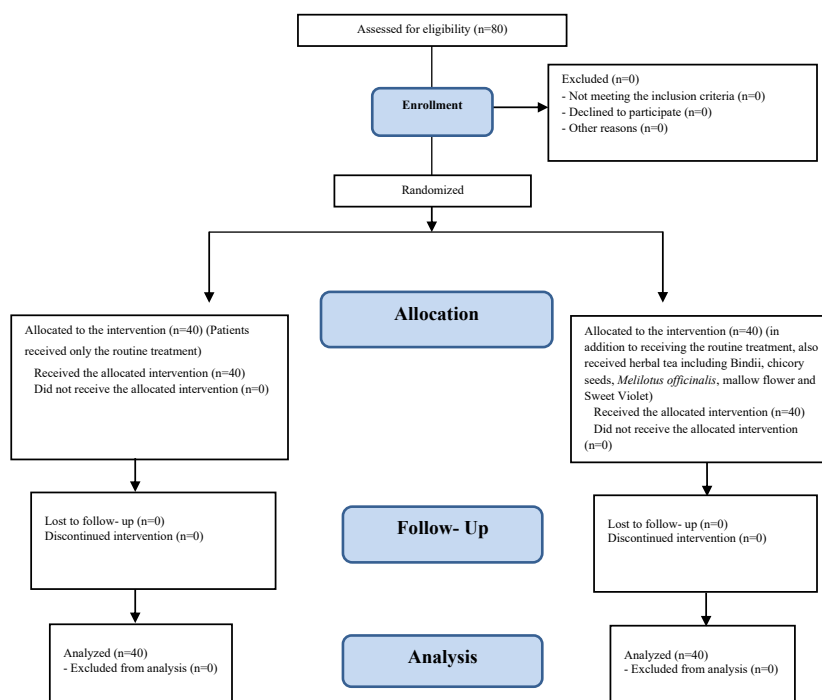 Assessed for eligibility (n=80)
Enrollment
Excluded (n=0)
- Not meeting the inclusion criteria (n=0)
- Declined to participate (n=0)
- Other reasons (n=0)
Randomized
Allocation
Allocated to the intervention (n=40) (Patients
received only the routine treatment)
Received the allocated intervention (n=40)
Did not receive the allocated intervention (n=0)
Allocated to the intervention (n=40) (in
addition to receiving the routine treatment, also
received herbal tea including Bindii, chicory
seeds, Melilotus officinalis, mallow flower and
Sweet Violet)
Received the allocated intervention (n=40)
Did not receive the allocated intervention
(n=0)
Lost to follow- up (n=0)
Discontinued intervention (n=0)
Follow- Up
Lost to follow- up (n=0)
Discontinued intervention (n=0)
Analyzed (n=40)
- Excluded from analysis (n=0)
Analysis
Analyzed (n=40)
- Excluded from analysis (n=0)